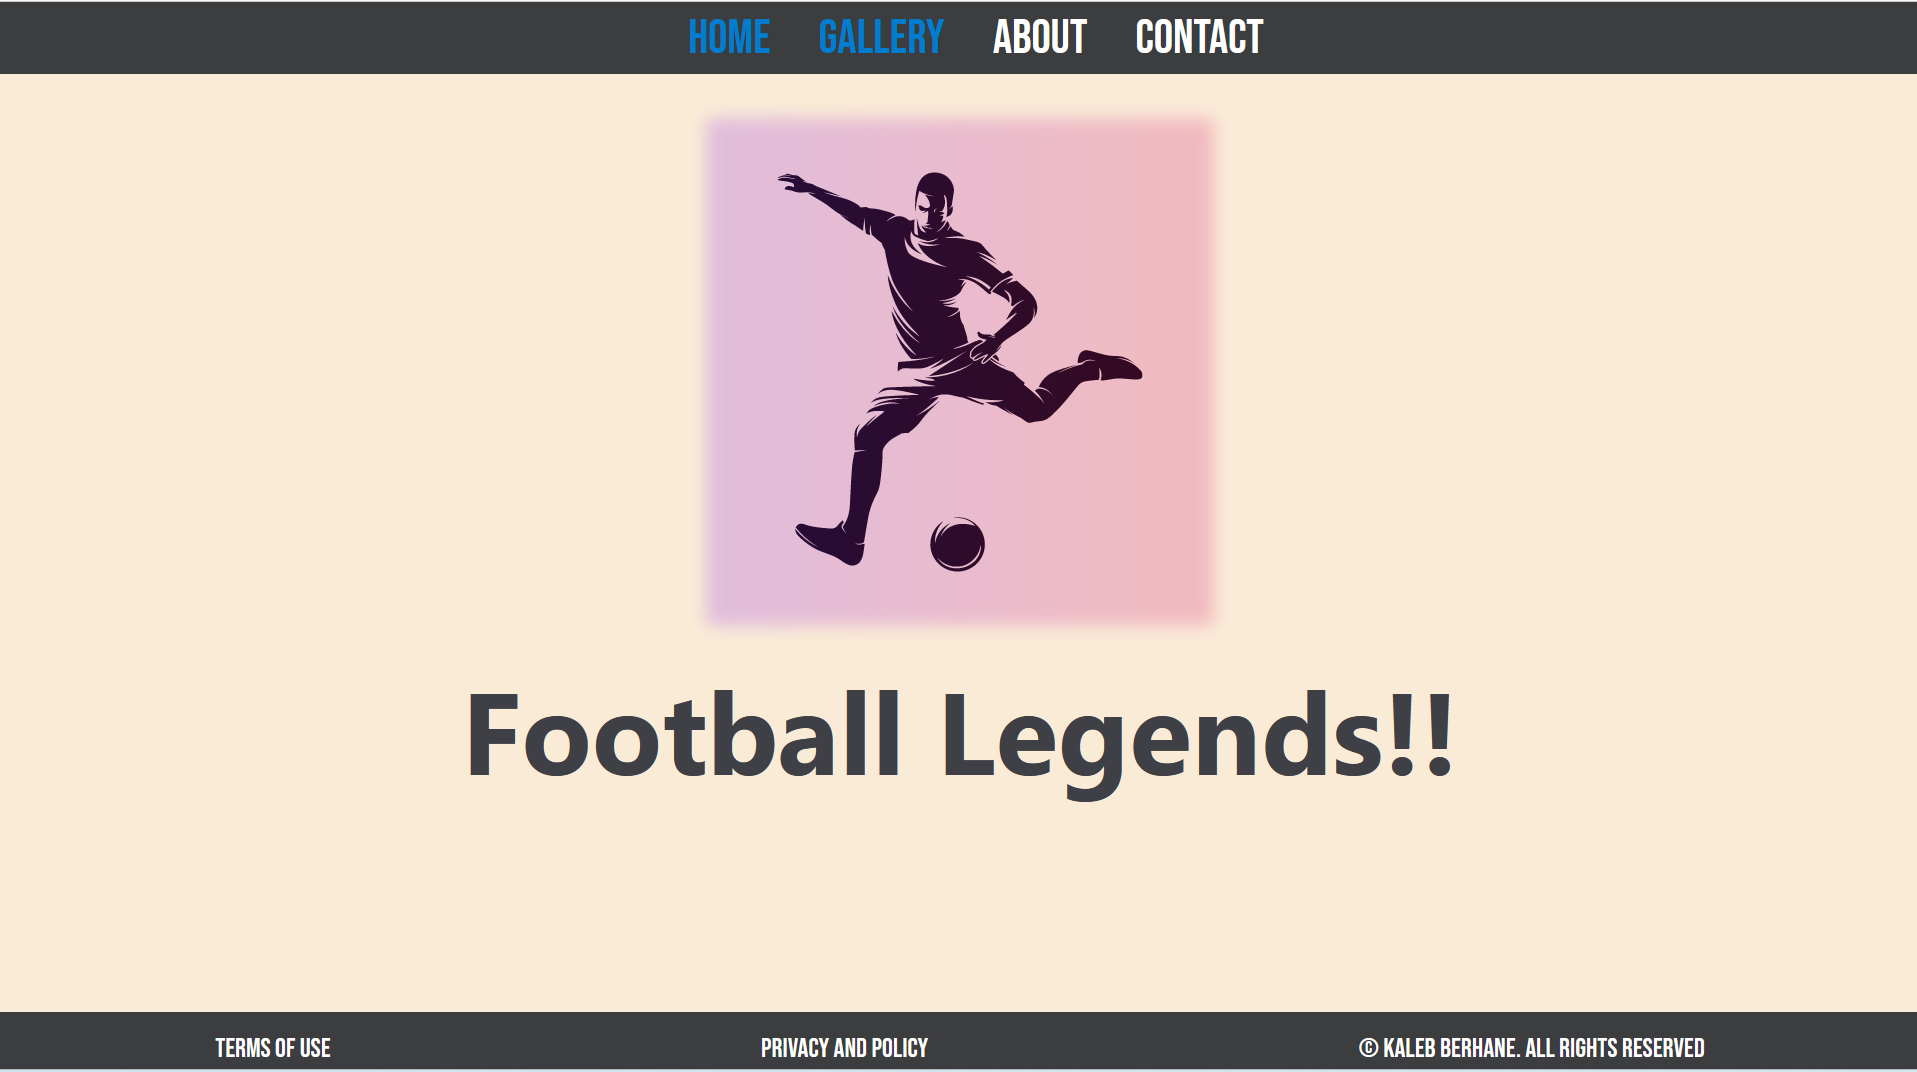 HOME GALLERY ABOUT CONTACT
Football Legends!!
TERMS OF USE PRIVACY AND POLICY © KALEB BERHANE. ALL RIGHTS RESERVED